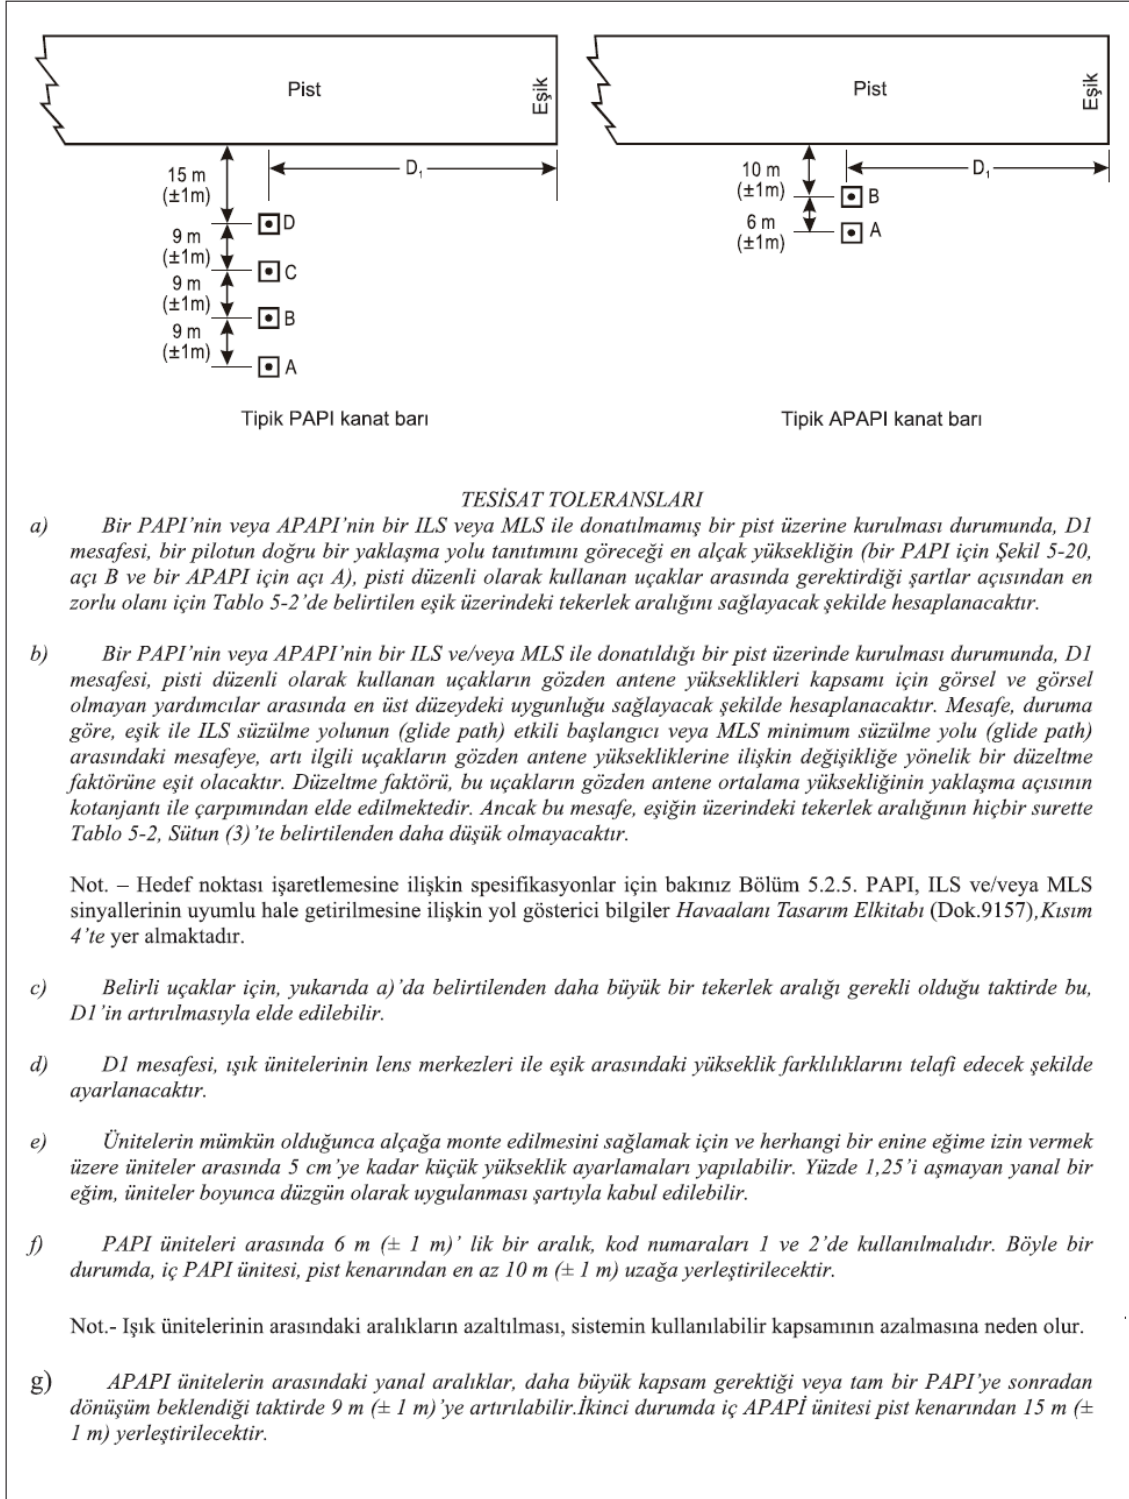 Pist
Eşik
Pist
Eşik
15 m
(±1m)
D₁
10 m
(±1m)
D₁
B
D
6 m
(±1m)
A
9 m
(±1m)
C
9 m
(±1m)
B
9 m
(±1m)
A
Tipik PAPI kanat barı
Tipik APAPI kanat barı
TESİSAT TOLERANSLARI
a) Bir PAPI’nin veya APAPI’nin bir ILS veya MLS ile donatılmamış bir pist üzerine kurulması durumunda, D1
mesafesi, bir pilotun doğru bir yaklaşma yolu tanıtımını göreceği en alçak yüksekliğin (bir PAPI için Şekil 5-20,
açı B ve bir APAPI için açı A), pisti düzenli olarak kullanan uçaklar arasında gerektirdiği şartlar açısından en
zorlu olanı için Tablo 5-2’de belirtilen eşik üzerindeki tekerlek aralığını sağlayacak şekilde hesaplanacaktır.
b) Bir PAPI’nin veya APAPI’nin bir ILS ve/veya MLS ile donatıldığı bir pist üzerinde kurulması durumunda, D1
mesafesi, pisti düzenli olarak kullanan uçakların gözden antene yükseklikleri kapsamı için görsel ve görsel
olmayan yardımcılar arasında en üst düzeydeki uygunluğu sağlayacak şekilde hesaplanacaktır. Mesafe, duruma
göre, eşik ile ILS süzülme yolunun (glide path) etkili başlangıcı veya MLS minimum süzülme yolu (glide path)
arasındaki mesafeye, artı ilgili uçakların gözden antene yüksekliklerine ilişkin değişikliğe yönelik bir düzeltme
faktörüne eşit olacaktır. Düzeltme faktörü, bu uçakların gözden antene ortalama yüksekliğinin yaklaşma açısının
kotanjantı ile çarpımından elde edilmektedir. Ancak bu mesafe, eşiğin üzerindeki tekerlek aralığının hiçbir surette
Tablo 5-2, Sütun (3)’te belirtilenden daha düşük olmayacaktır.
Not. – Hedef noktası işaretlemesine ilişkin spesifikasyonlar için bakınız Bölüm 5.2.5. PAPI, ILS ve/veya MLS
sinyallerinin uyumlu hale getirilmesine ilişkin yol gösterici bilgiler Havaalanı Tasarım Elkitabı (Dok.9157),Kısım
4’te yer almaktadır.
c) Belirli uçaklar için, yukarıda a)’da belirtilenden daha büyük bir tekerlek aralığı gerekli olduğu taktirde bu,
D1’in artırılmasıyla elde edilebilir.
d) D1 mesafesi, ışık ünitelerinin lens merkezleri ile eşik arasındaki yükseklik farklılıklarını telafi edecek şekilde
ayarlanacaktır.
e) Ünitelerin mümkün olduğunca alçağa monte edilmesini sağlamak için ve herhangi bir enine eğime izin vermek
üzere üniteler arasında 5 cm’ye kadar küçük yükseklik ayarlamaları yapılabilir. Yüzde 1,25’i aşmayan yanal bir
eğim, üniteler boyunca düzgün olarak uygulanması şartıyla kabul edilebilir.
f) PAPI üniteleri arasında 6 m (± 1 m)’ lik bir aralık, kod numaraları 1 ve 2’de kullanılmalıdır. Böyle bir
durumda, iç PAPI ünitesi, pist kenarından en az 10 m (± 1 m) uzağa yerleştirilecektir.
Not.- Işık ünitelerinin arasındaki aralıkların azaltılması, sistemin kullanılabilir kapsamının azalmasına neden olur.
g) APAPI ünitelerin arasındaki yanal aralıklar, daha büyük kapsam gerektiği veya tam bir PAPI’ye sonradan
dönüşüm beklendiği taktirde 9 m (± 1 m)’ye artırılabilir.İkinci durumda iç APAPİ ünitesi pist kenarından 15 m (±
1 m) yerleştirilecektir.